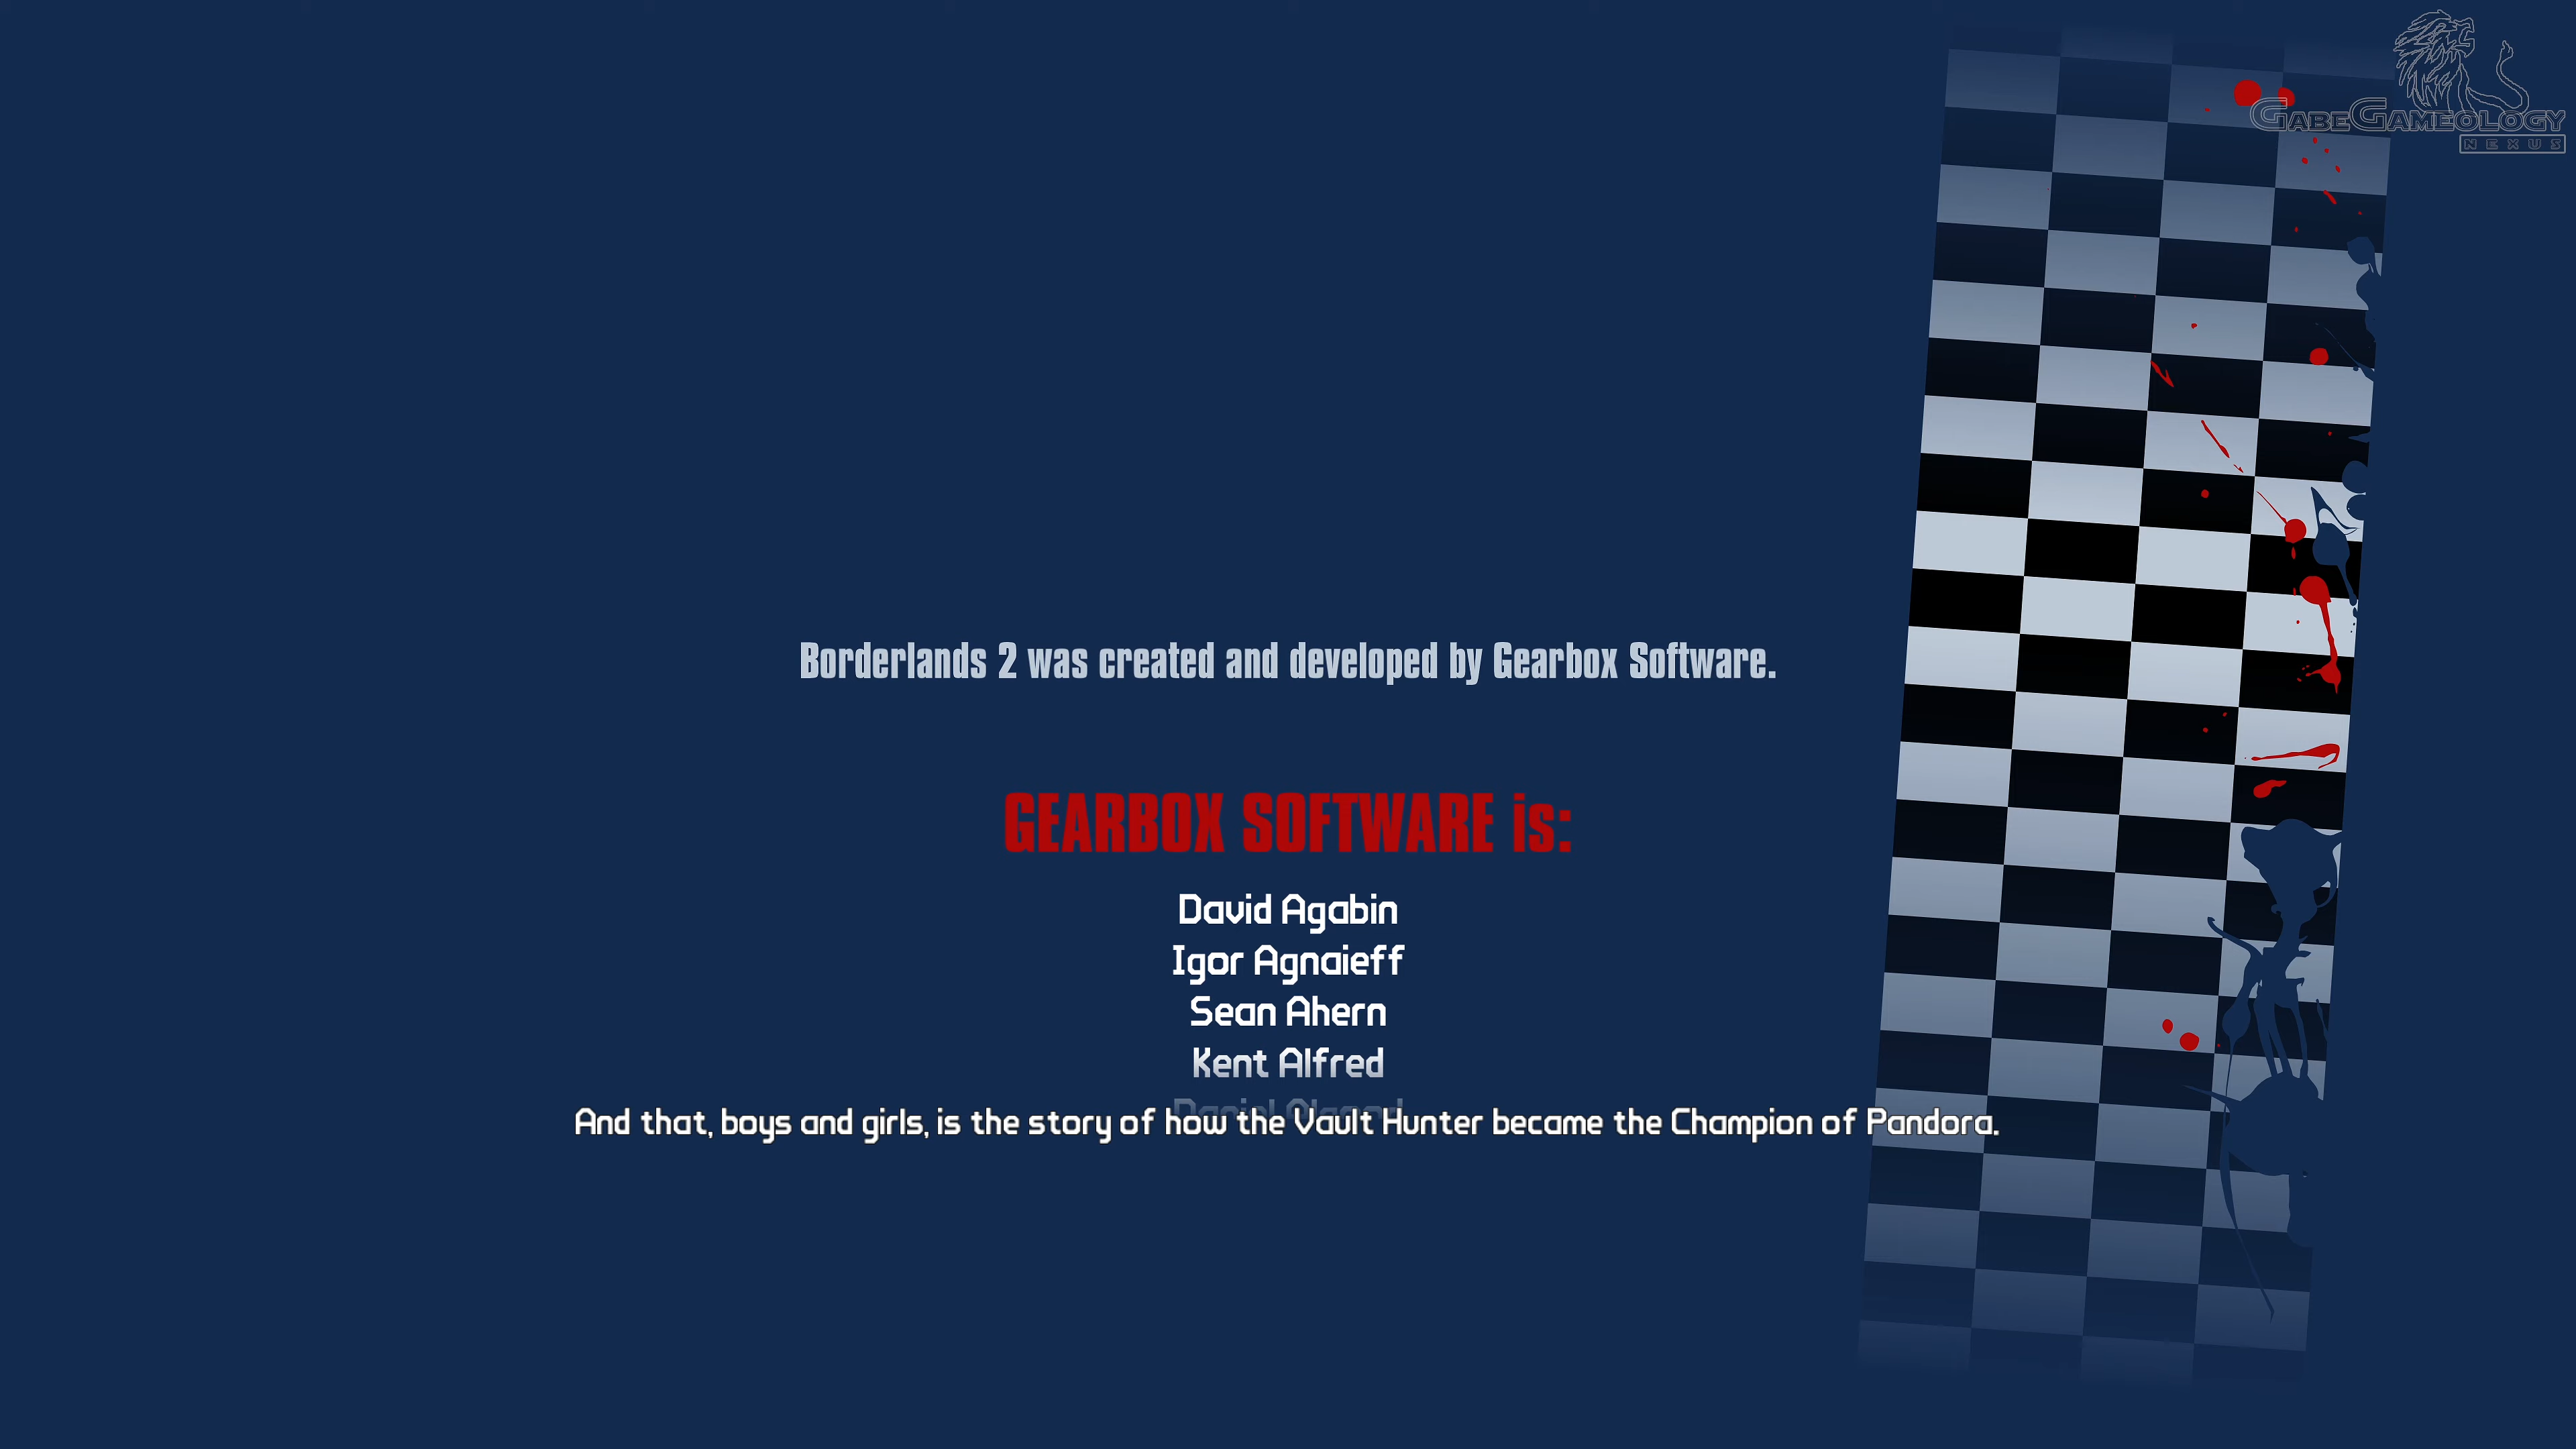 GABEGAMEOLOGY
NEXUS
Borderlands 2 was created and developed by Gearbox Software.
GEARBOX SOFTWARE is:
David Agabin
Igor Agnaieff
Sean Ahern
Kent Alfred
And that, boys and girls, is the story of how the Vault Hunter became the Champion of Pandora.